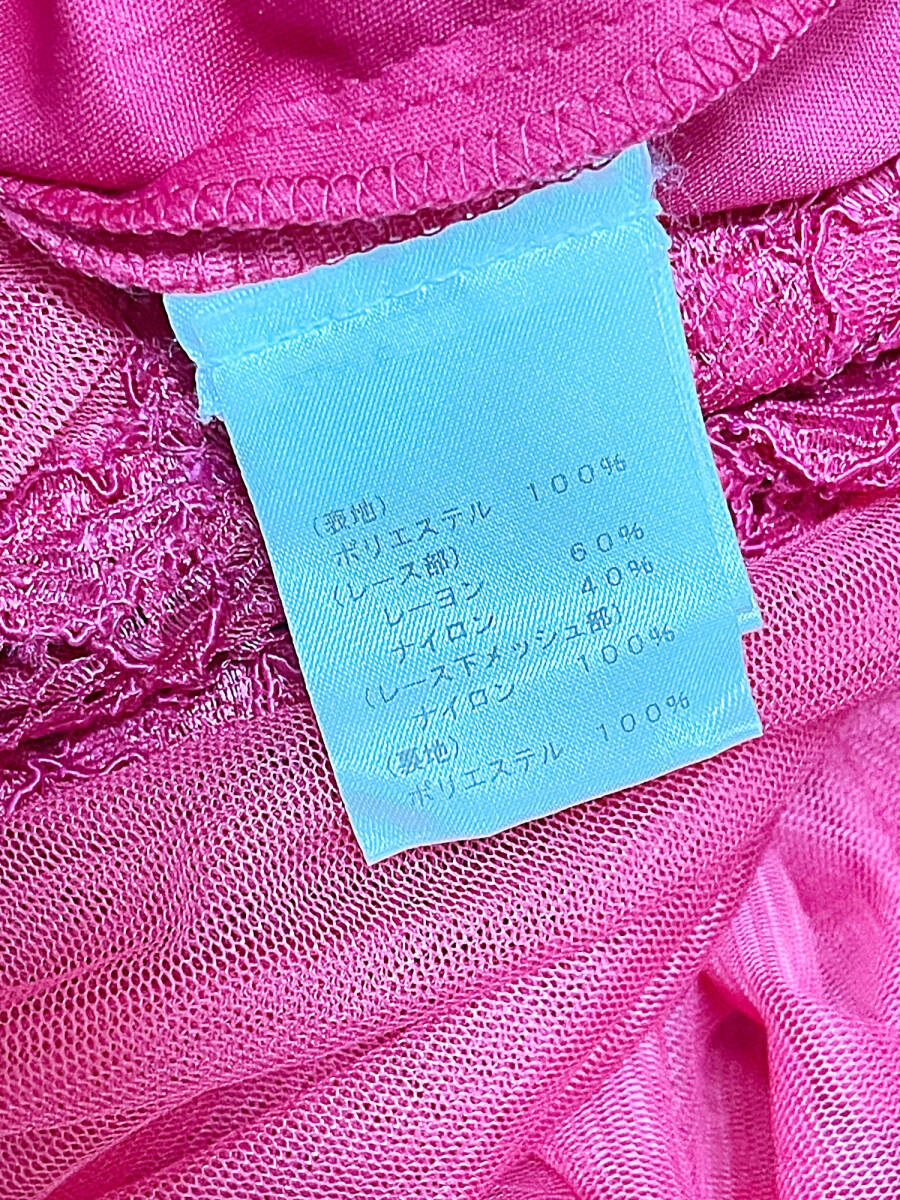 (表地)
ポリエステル 100%
(レース部)
レーヨン 60%
ナイロン 40%
(レース下メッシュ部)
ナイロン 100%
(裏地)
ポリエステル 100%